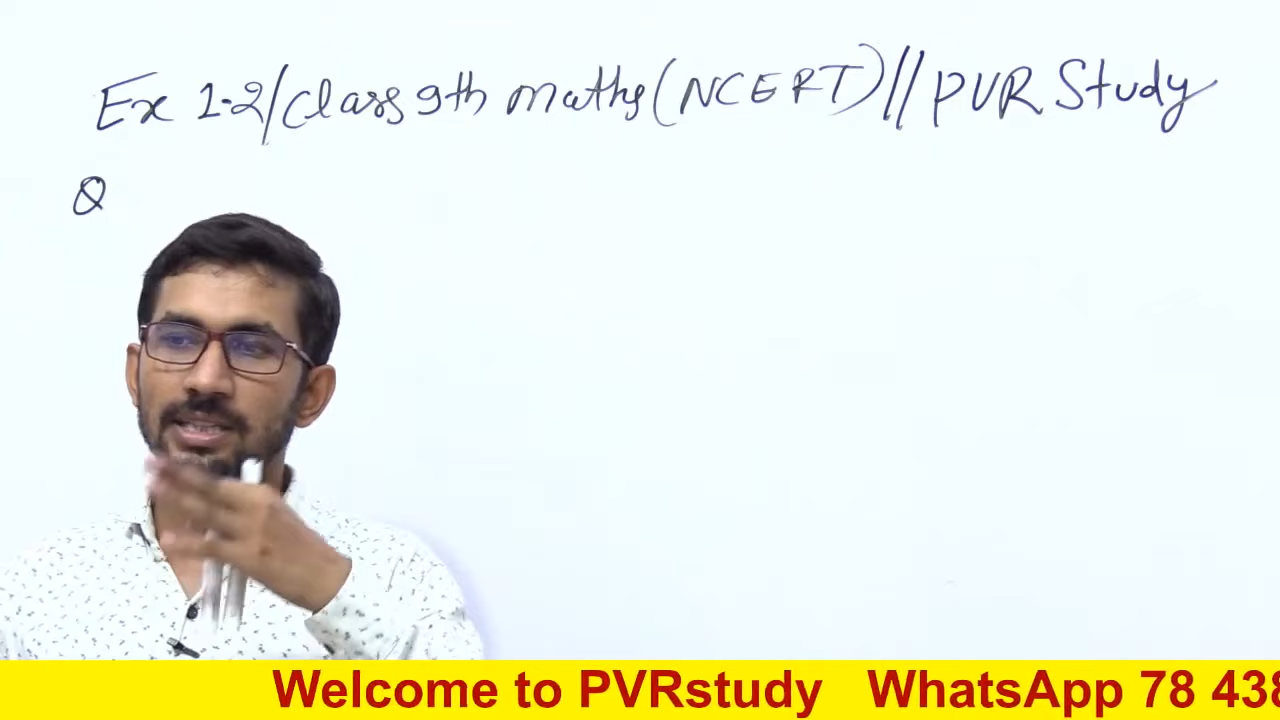 Ex 1.2/Class 9th maths (NCERT)//PVR Study
Q
Welcome to PVRstudy WhatsApp 78 438